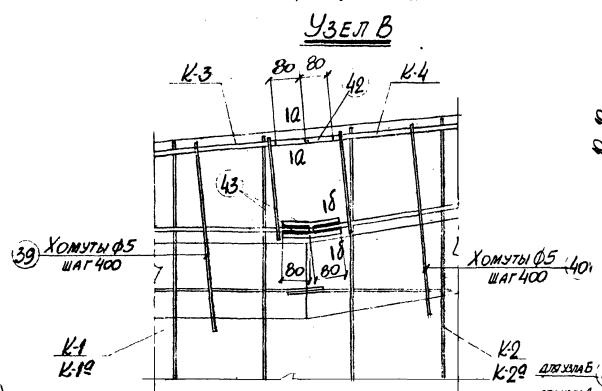 Узел В
80 80
К-3
42
К-4
1а
1а
43
1б
1б
39
Хомуты ф5
шаг 400
80 80
Хомуты ф5
шаг 400
40
К-1
К-1а
К-2
К-2а
для узла Б